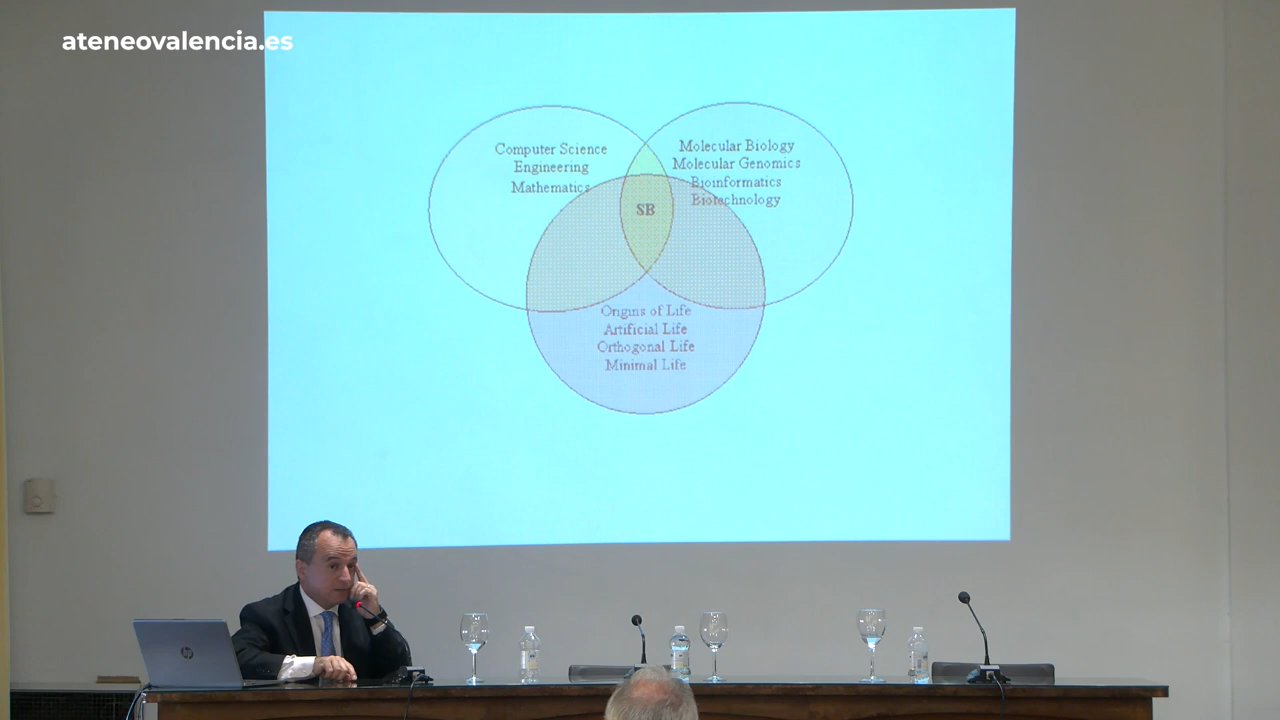 ateneovalencia.es
Computer Science
Engineering
Mathematics
Molecular Biology
Molecular Genomics
Bioinformatics
Biotechnology
SB
Origins of Life
Artificial Life
Orthogonal Life
Minimal Life
hp